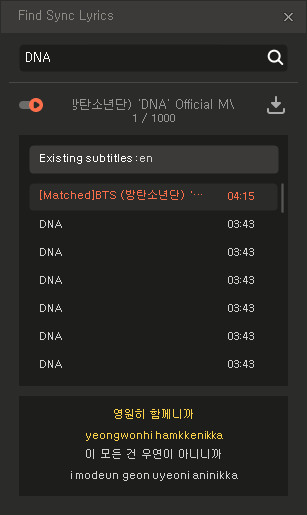 Find Sync Lyrics
DNA
탄소년단) 'DNA' Official M
1 / 1000
Existing subtitles : en
[Matched]BTS (방탄소년단) '··· 04:15
DNA 03:43
DNA 03:43
DNA 03:43
DNA 03:43
DNA 03:43
DNA 03:43
영원히 함께니까
yeongwonhi hamkkenikka
이 모든 건 우연이 아니니까
i modeun geon uyeoni aninikka